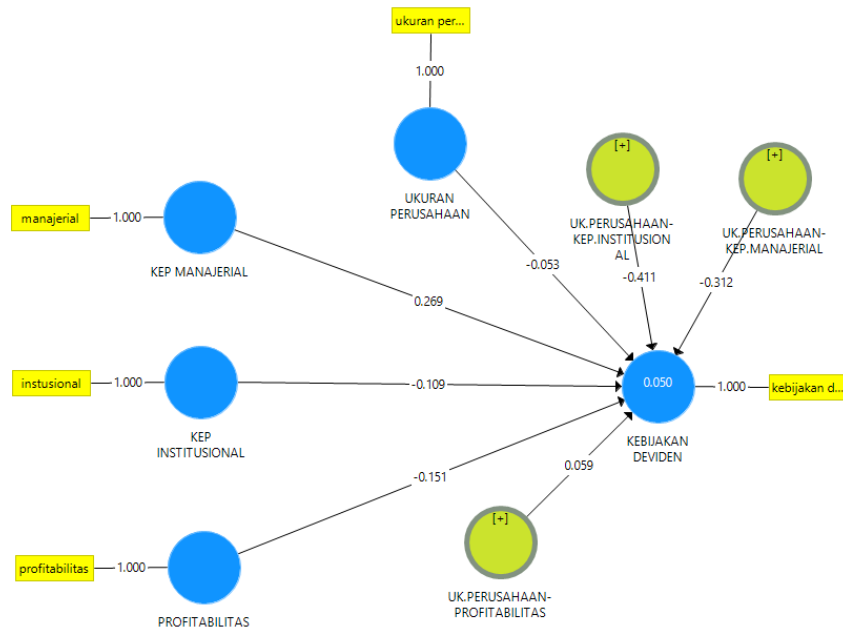 ukuran per...
1.000
UKURAN
PERUSAHAAN
[+]
UK.PERUSAHAAN-
KEP.INSTITUSION
AL
[+]
UK.PERUSAHAAN-
KEP.MANAJERIAL
manajerial
1.000
KEP MANAJERIAL
-0.053
-0.411
-0.312
0.269
instusional
1.000
KEP
INSTITUSIONAL
-0.109
0.050
KEBIJAKAN
DEVIDEN
1.000
kebijakan d...
-0.151
0.059
[+]
UK.PERUSAHAAN-
PROFITABILITAS
profitabilitas
1.000
PROFITABILITAS